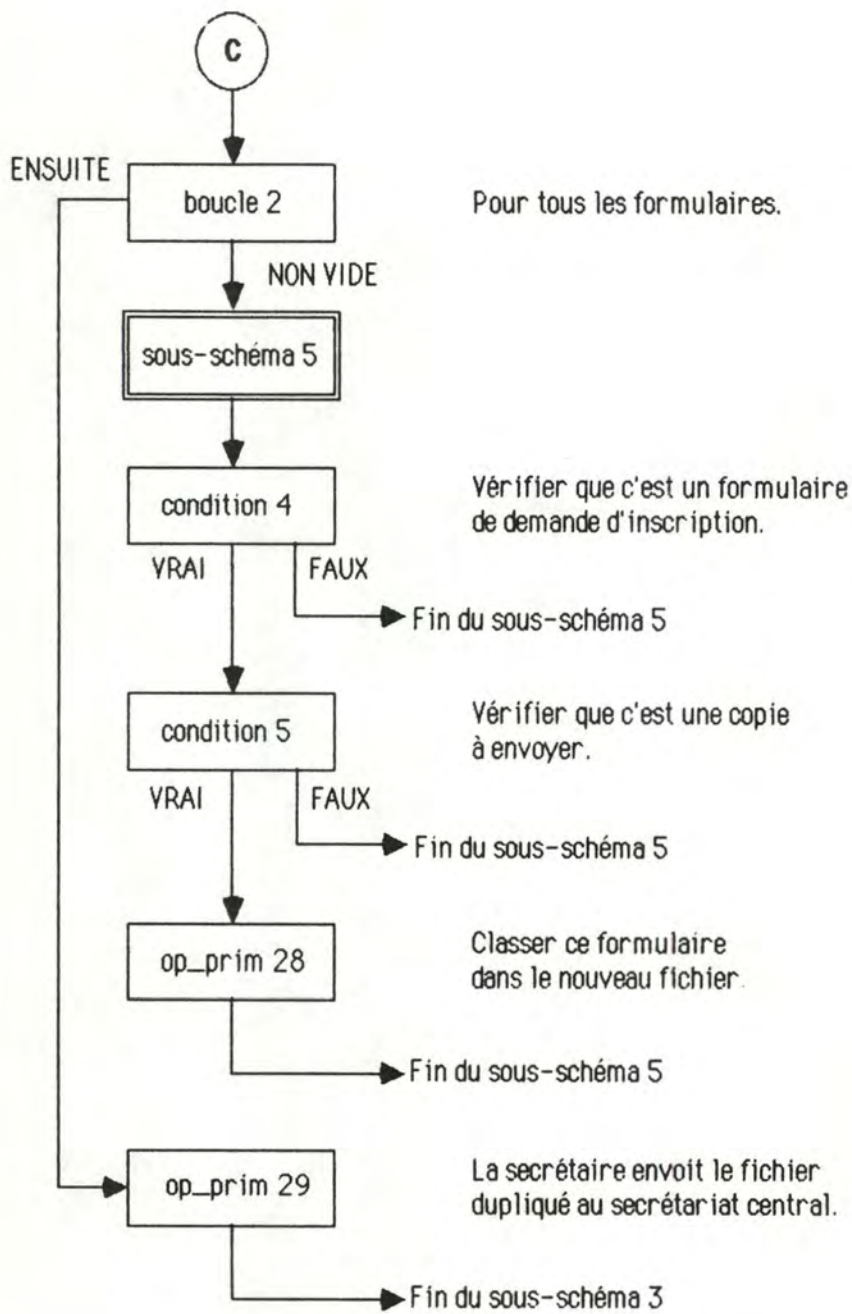 C
ENSUITE
boucle 2
Pour tous les formulaires.
NON VIDE
sous-schéma 5
condition 4
Vérifier que c'est un formulaire
de demande d'inscription.
VRAI
FAUX
Fin du sous-schéma 5
condition 5
Vérifier que c'est une copie
à envoyer.
VRAI
FAUX
Fin du sous-schéma 5
op_prim 28
Classer ce formulaire
dans le nouveau fichier.
Fin du sous-schéma 5
op_prim 29
La secrétaire envoit le fichier
dupliqué au secrétariat central.
Fin du sous-schéma 3